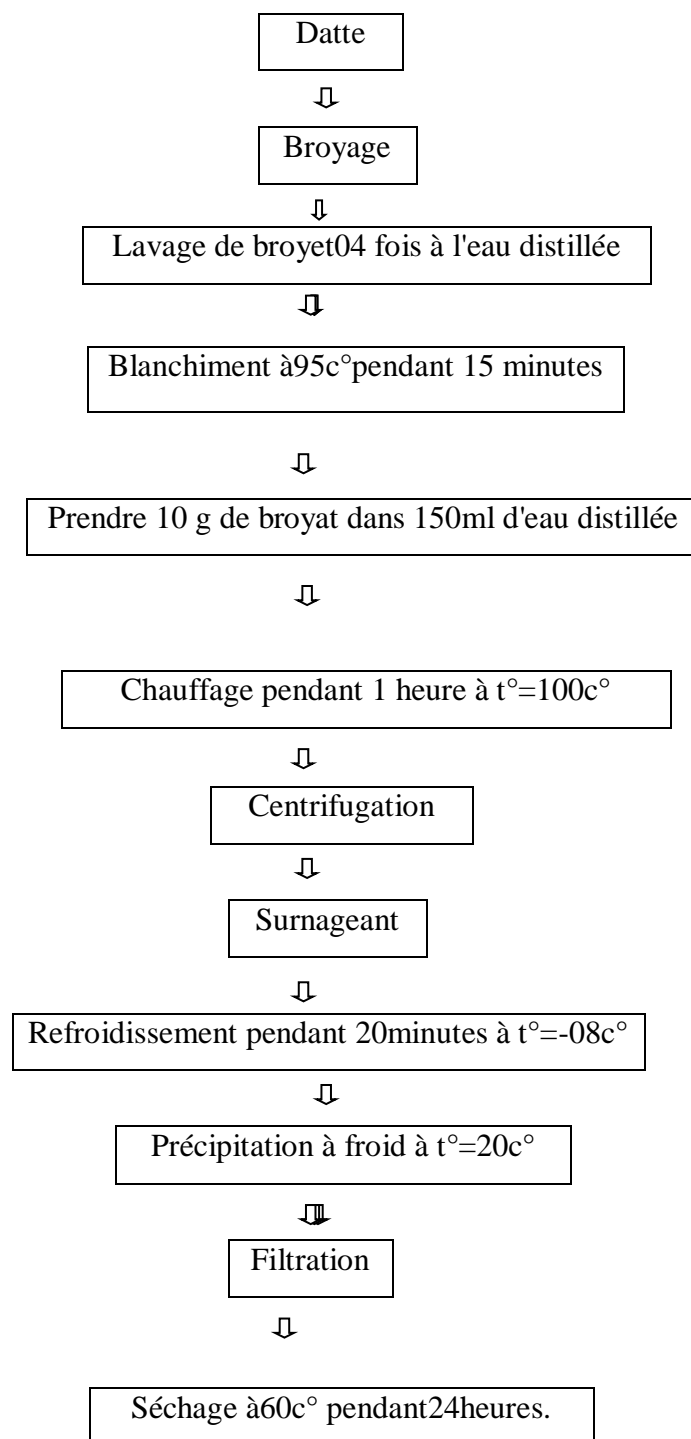 Datte
Broyage
Lavage de broyet04 fois à l'eau distillée
Blanchiment à95c°pendant 15 minutes
Prendre 10 g de broyat dans 150ml d'eau distillée
Chauffage pendant 1 heure à t°=100c°
Centrifugation
Surnageant
Refroidissement pendant 20minutes à t°=-08c°
Précipitation à froid à t°=20c°
Filtration
Séchage à60c° pendant24heures.